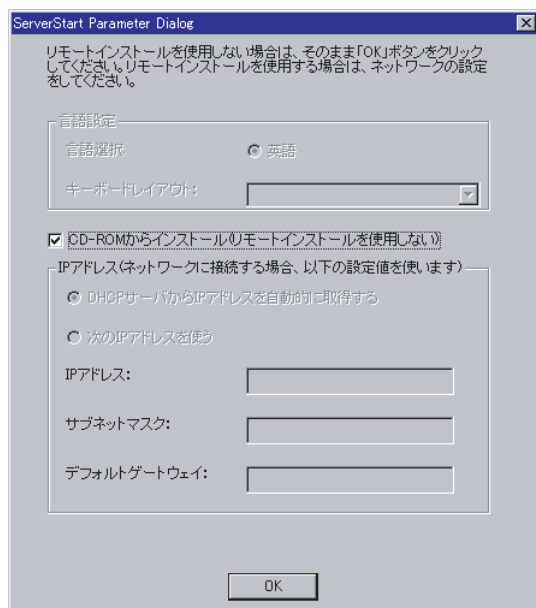 ServerStart Parameter Dialog
リモートインストールを使用しない場合は、そのまま「OK」ボタンをクリック
してください。リモートインストールを使用する場合は、ネットワークの設定
をしてください。
言語設定
言語選択:
英語
キーボードレイアウト:
CD-ROMからインストール(リモートインストールを使用しない)
IPアドレス(ネットワークに接続する場合、以下の設定値を使います)
DHCPサーバからIPアドレスを自動的に取得する
次のIPアドレスを使う
IPアドレス:
サブネットマスク:
デフォルトゲートウェイ:
OK